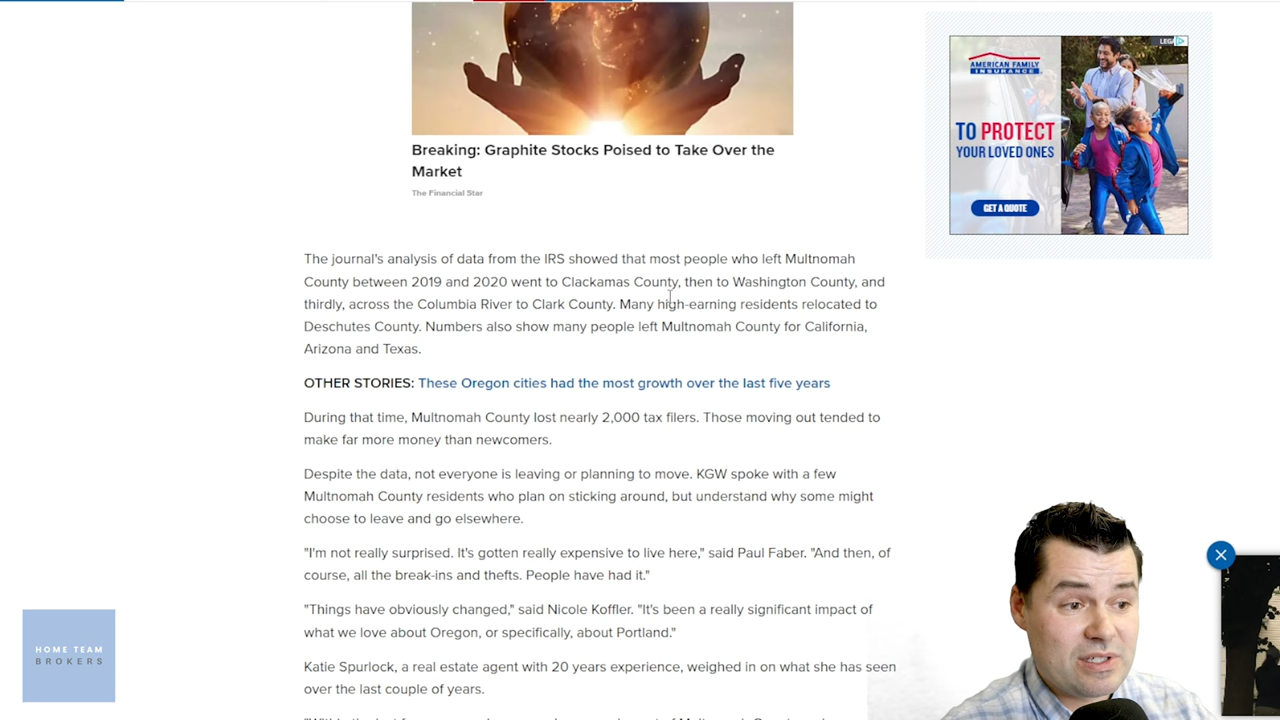 Breaking: Graphite Stocks Poised to Take Over the
Market
The Financial Star
LEGAL
AMERICAN FAMILY
INSURANCE
TO PROTECT
YOUR LOVED ONES
GET A QUOTE
The journal's analysis of data from the IRS showed that most people who left Multnomah
County between 2019 and 2020 went to Clackamas County, then to Washington County, and
thirdly, across the Columbia River to Clark County. Many high-earning residents relocated to
Deschutes County. Numbers also show many people left Multnomah County for California,
Arizona and Texas.
OTHER STORIES: These Oregon cities had the most growth over the last five years
During that time, Multnomah County lost nearly 2,000 tax filers. Those moving out tended to
make far more money than newcomers.
Despite the data, not everyone is leaving or planning to move. KGW spoke with a few
Multnomah County residents who plan on sticking around, but understand why some might
choose to leave and go elsewhere.
"I'm not really surprised. It's gotten really expensive to live here," said Paul Faber. "And then, of
course, all the break-ins and thefts. People have had it."
"Things have obviously changed," said Nicole Koffler. "It's been a really significant impact of
what we love about Oregon, or specifically, about Portland."
Katie Spurlock, a real estate agent with 20 years experience, weighed in on what she has seen
over the last couple of years.
HOME TEAM
BROKERS